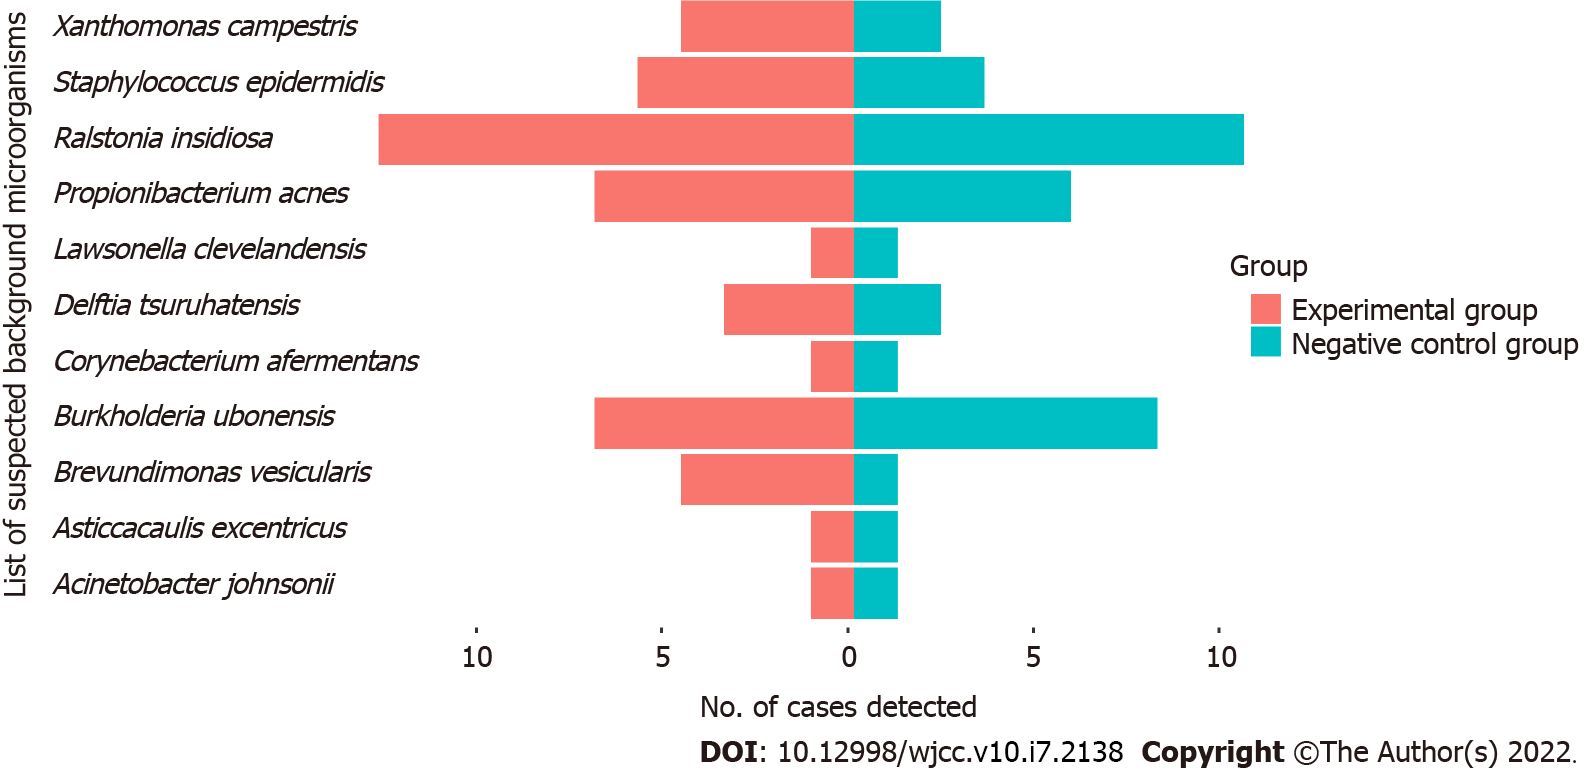 List of suspected background microorganisms
Xanthomonas campestris
Staphylococcus epidermidis
Ralstonia insidiosa
Propionibacterium acnes
Lawsonella clevelandensis
Delftia tsuruhatensis
Corynebacterium afermentans
Burkholderia ubonensis
Brevundimonas vesicularis
Asticcacaulis excentricus
Acinetobacter johnsonii
Group
Experimental group
Negative control group
10 5 0 5 10
No. of cases detected
DOI: 10.12998/wjcc.v10.i7.2138 Copyright ©The Author(s) 2022.